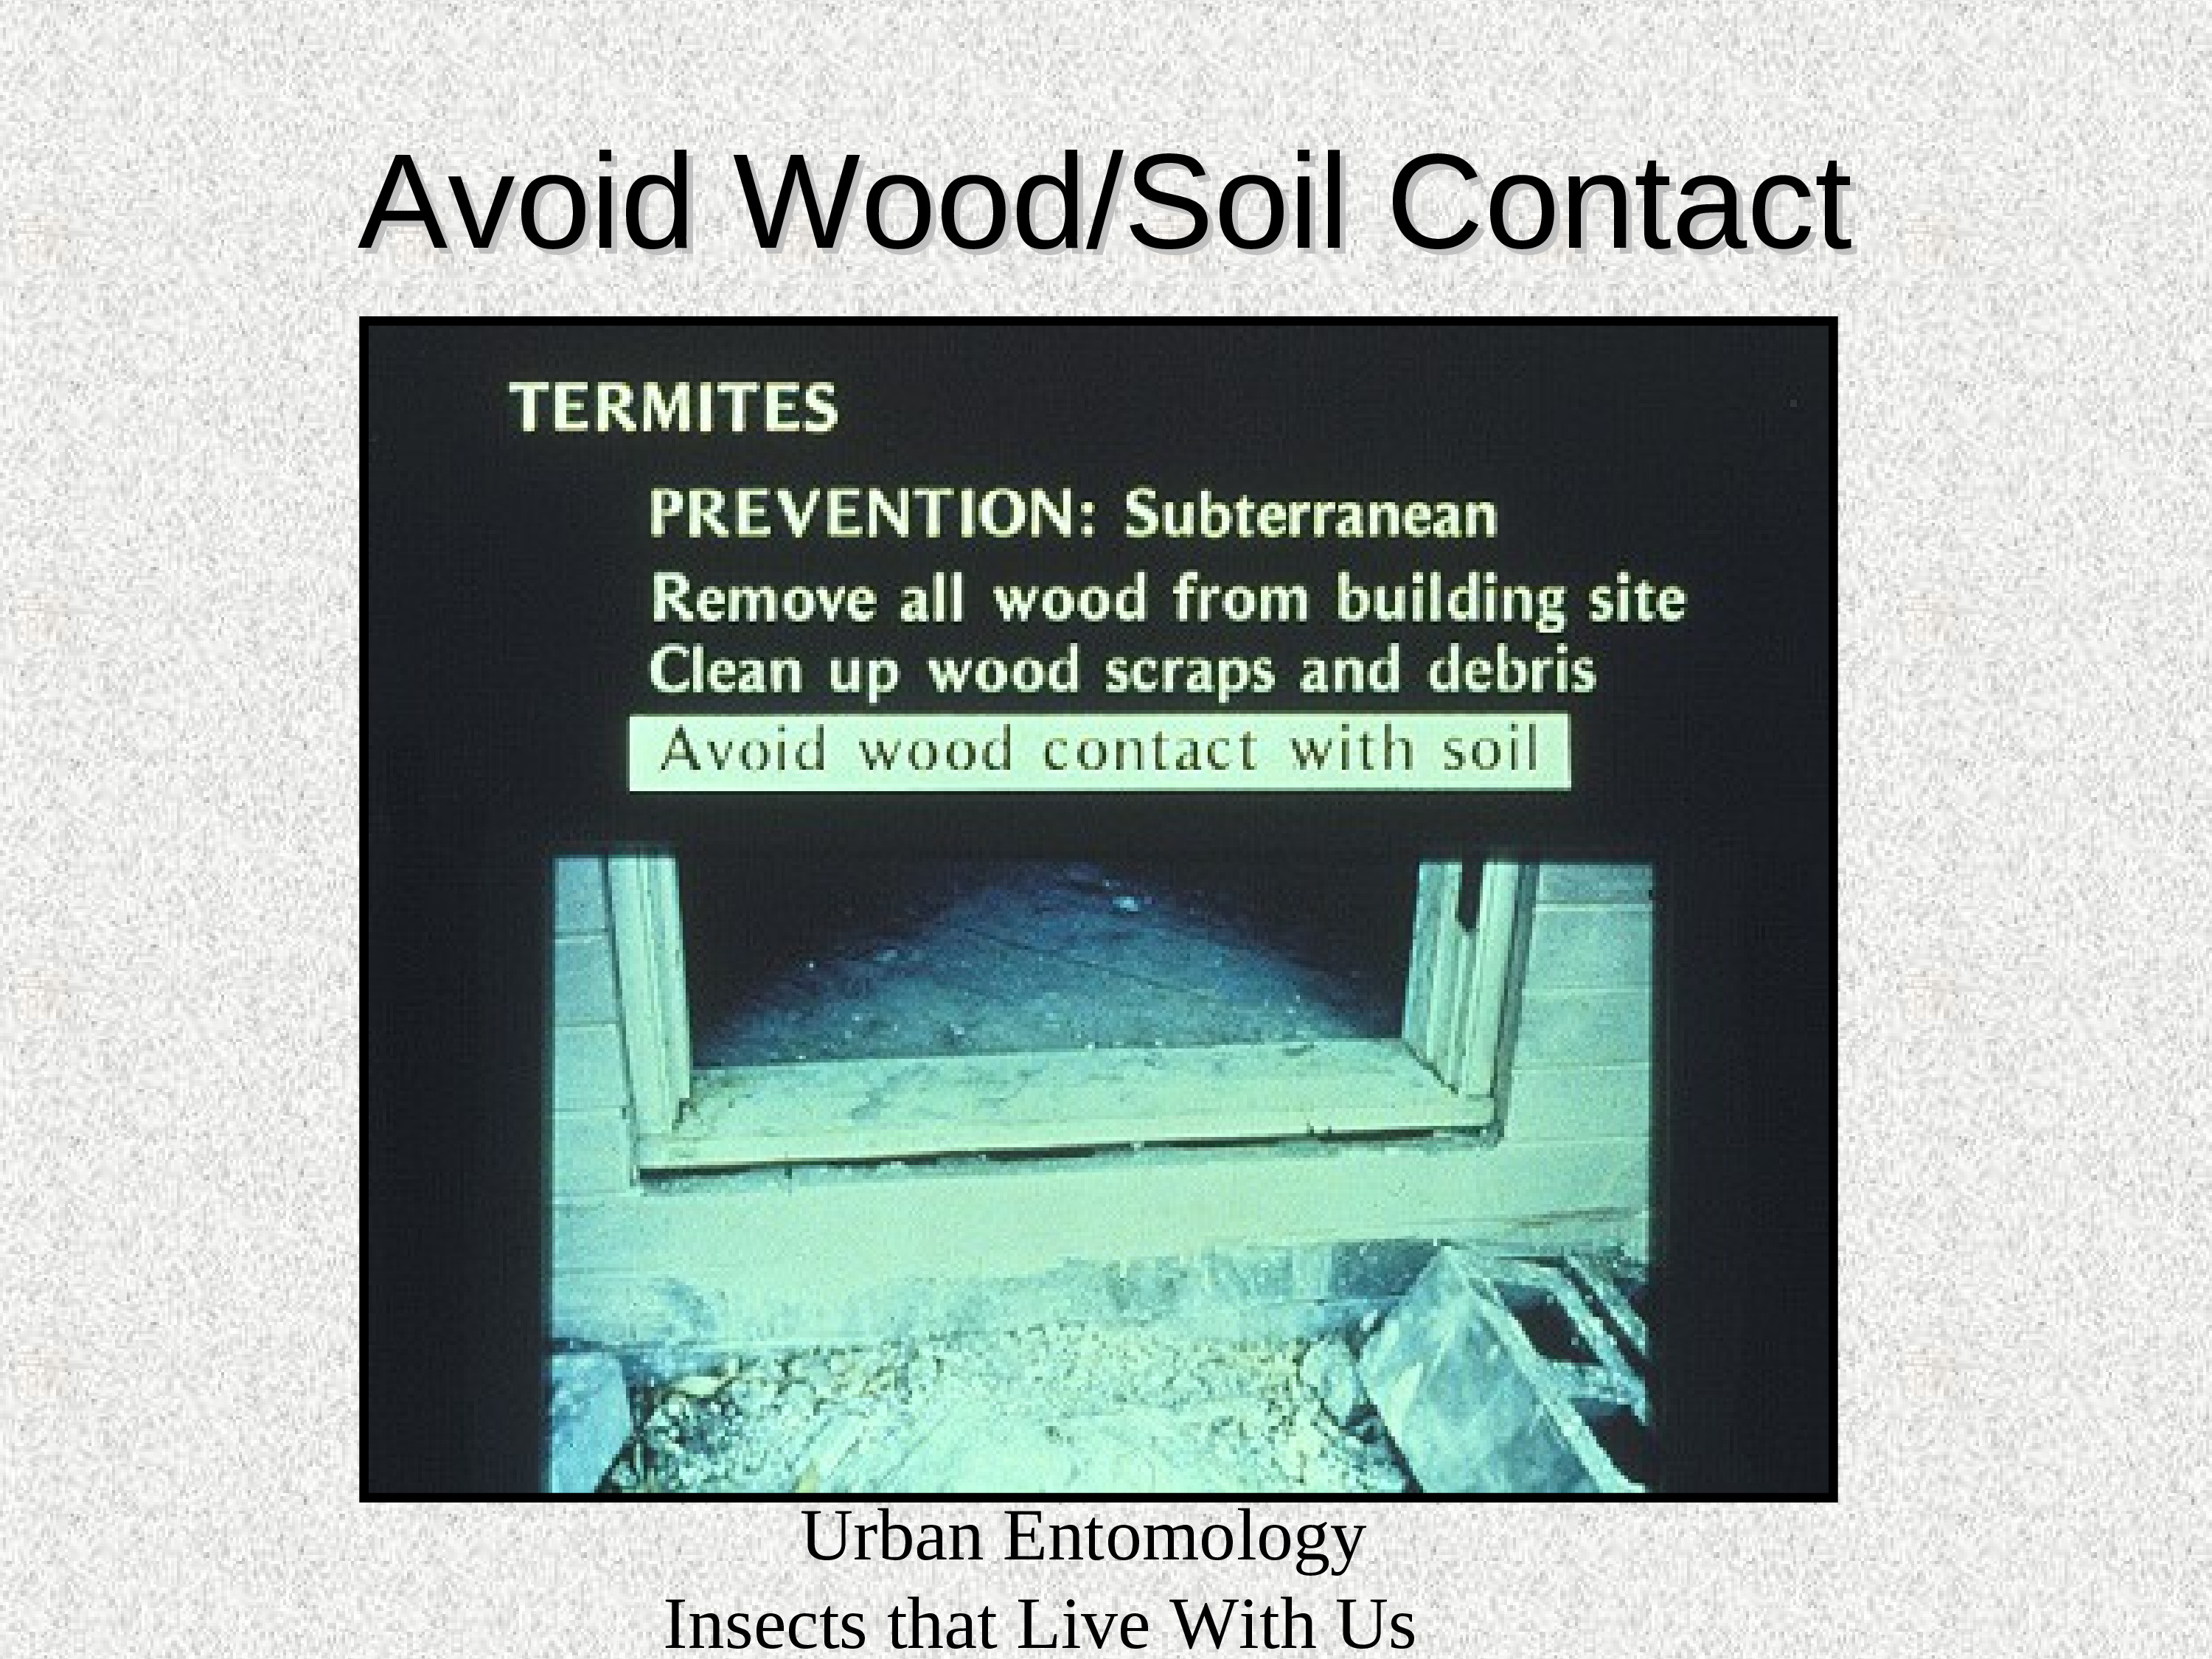 Avoid Wood/Soil Contact
TERMITES
PREVENTION: Subterranean
Remove all wood from building site
Clean up wood scraps and debris
Avoid wood contact with soil
Urban Entomology
Insects that Live With Us